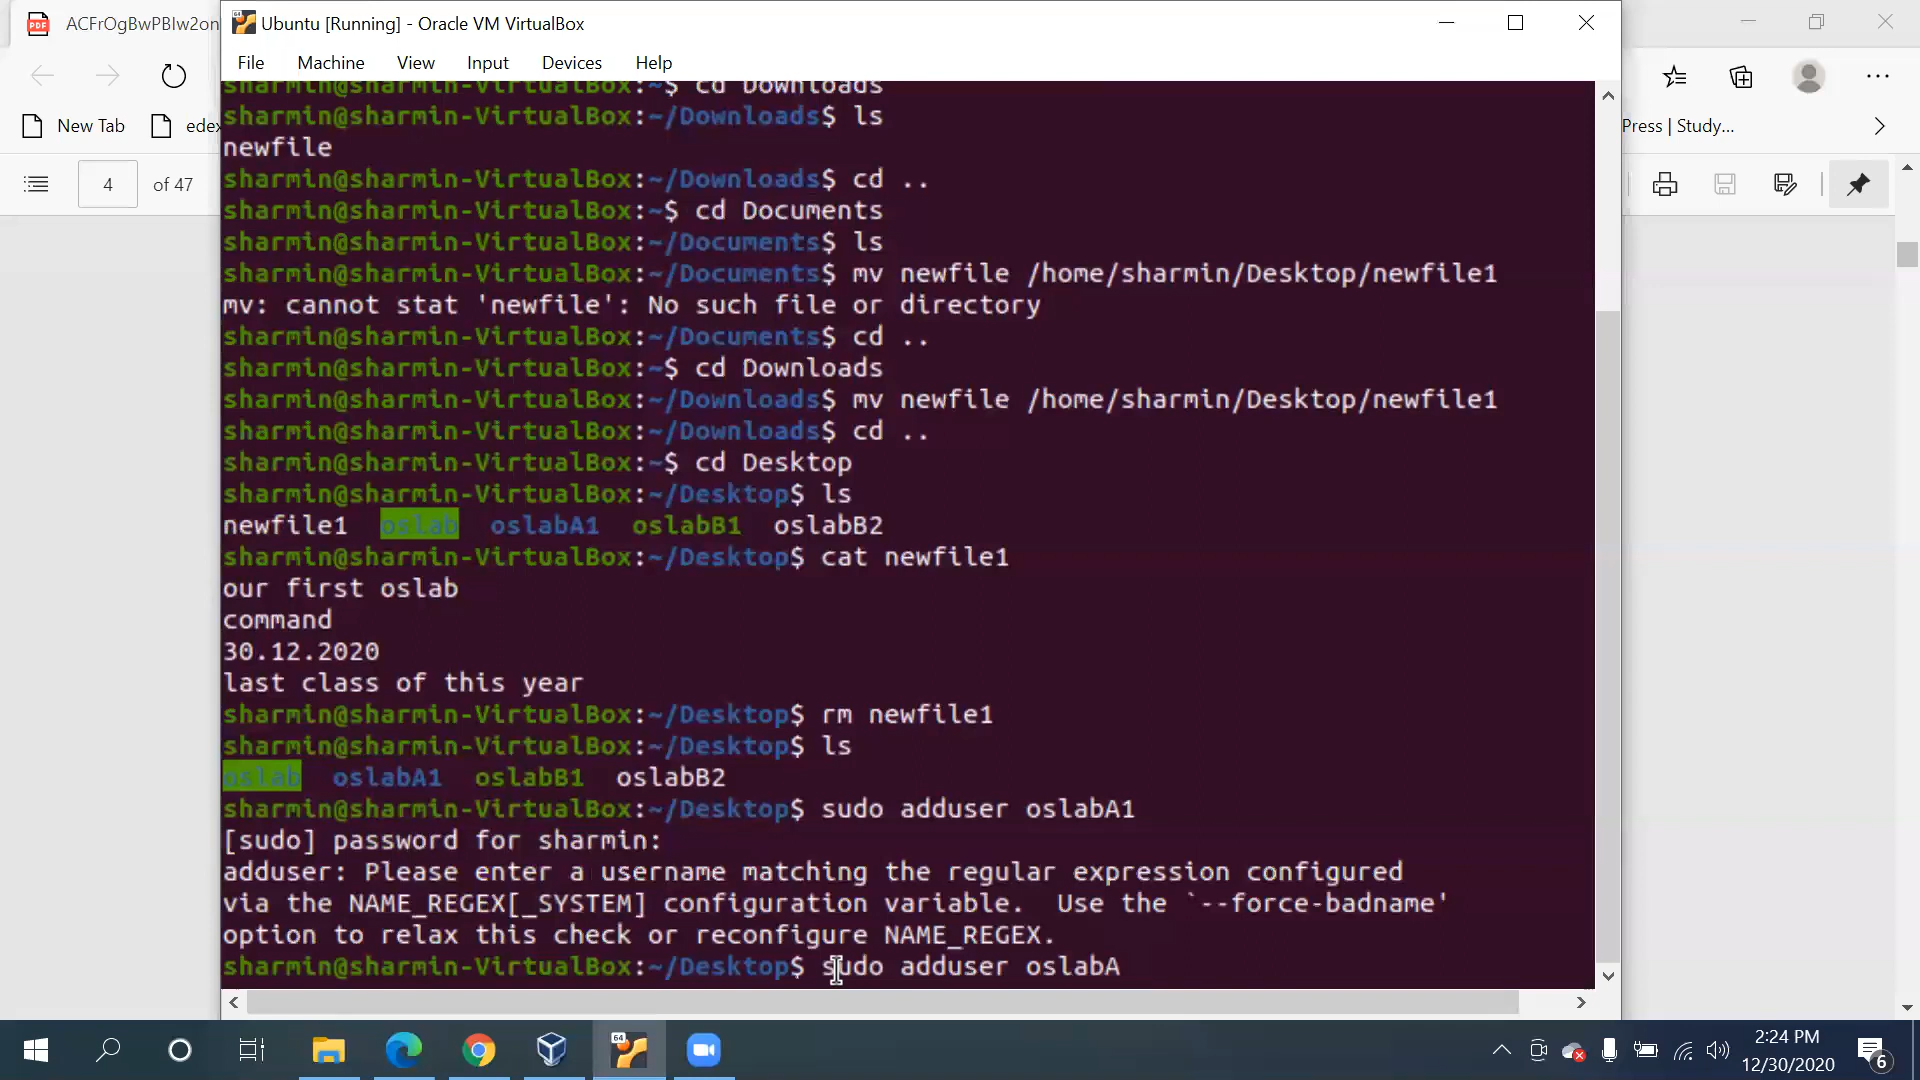 ACFrOgBwPBIw2on
Ubuntu [Running] - Oracle VM VirtualBox
File Machine View Input Devices Help
New Tab
edex
Press | Study...
4 of 47
sharmin@sharmin-VirtualBox:~$ cd Downloads
sharmin@sharmin-VirtualBox:~/Downloads$ ls
newfile
sharmin@sharmin-VirtualBox:~/Downloads$ cd ..
sharmin@sharmin-VirtualBox:~$ cd Documents
sharmin@sharmin-VirtualBox:~/Documents$ ls
sharmin@sharmin-VirtualBox:~/Documents$ mv newfile /home/sharmin/Desktop/newfile1
mv: cannot stat 'newfile': No such file or directory
sharmin@sharmin-VirtualBox:~/Documents$ cd ..
sharmin@sharmin-VirtualBox:~$ cd Downloads
sharmin@sharmin-VirtualBox:~/Downloads$ mv newfile /home/sharmin/Desktop/newfile1
sharmin@sharmin-VirtualBox:~/Downloads$ cd ..
sharmin@sharmin-VirtualBox:~$ cd Desktop
sharmin@sharmin-VirtualBox:~/Desktop$ ls
newfile1 oslab oslabA1 oslabB1 oslabB2
sharmin@sharmin-VirtualBox:~/Desktop$ cat newfile1
our first oslab
command
30.12.2020
last class of this year
sharmin@sharmin-VirtualBox:~/Desktop$ rm newfile1
sharmin@sharmin-VirtualBox:~/Desktop$ ls
oslab oslabA1 oslabB1 oslabB2
sharmin@sharmin-VirtualBox:~/Desktop$ sudo adduser oslabA1
[sudo] password for sharmin:
adduser: Please enter a username matching the regular expression configured
via the NAME_REGEX[_SYSTEM] configuration variable. Use the `--force-badname'
option to relax this check or reconfigure NAME_REGEX.
sharmin@sharmin-VirtualBox:~/Desktop$ sudo adduser oslabA
64
2:24 PM
12/30/2020
6